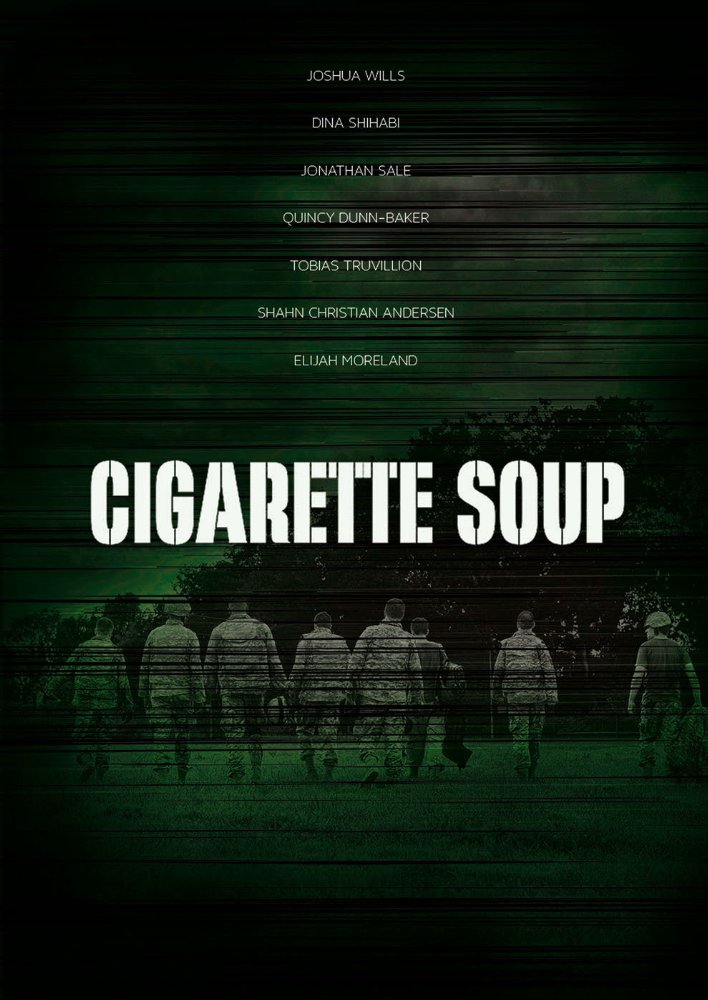 JOSHUA WILLS
DINA SHIHABI
JONATHAN SALE
QUINCY DUNN-BAKER
TOBIAS TRUVILLION
SHAHN CHRISTIAN ANDERSEN
ELIJAH MORELAND
CIGARETTE SOUP